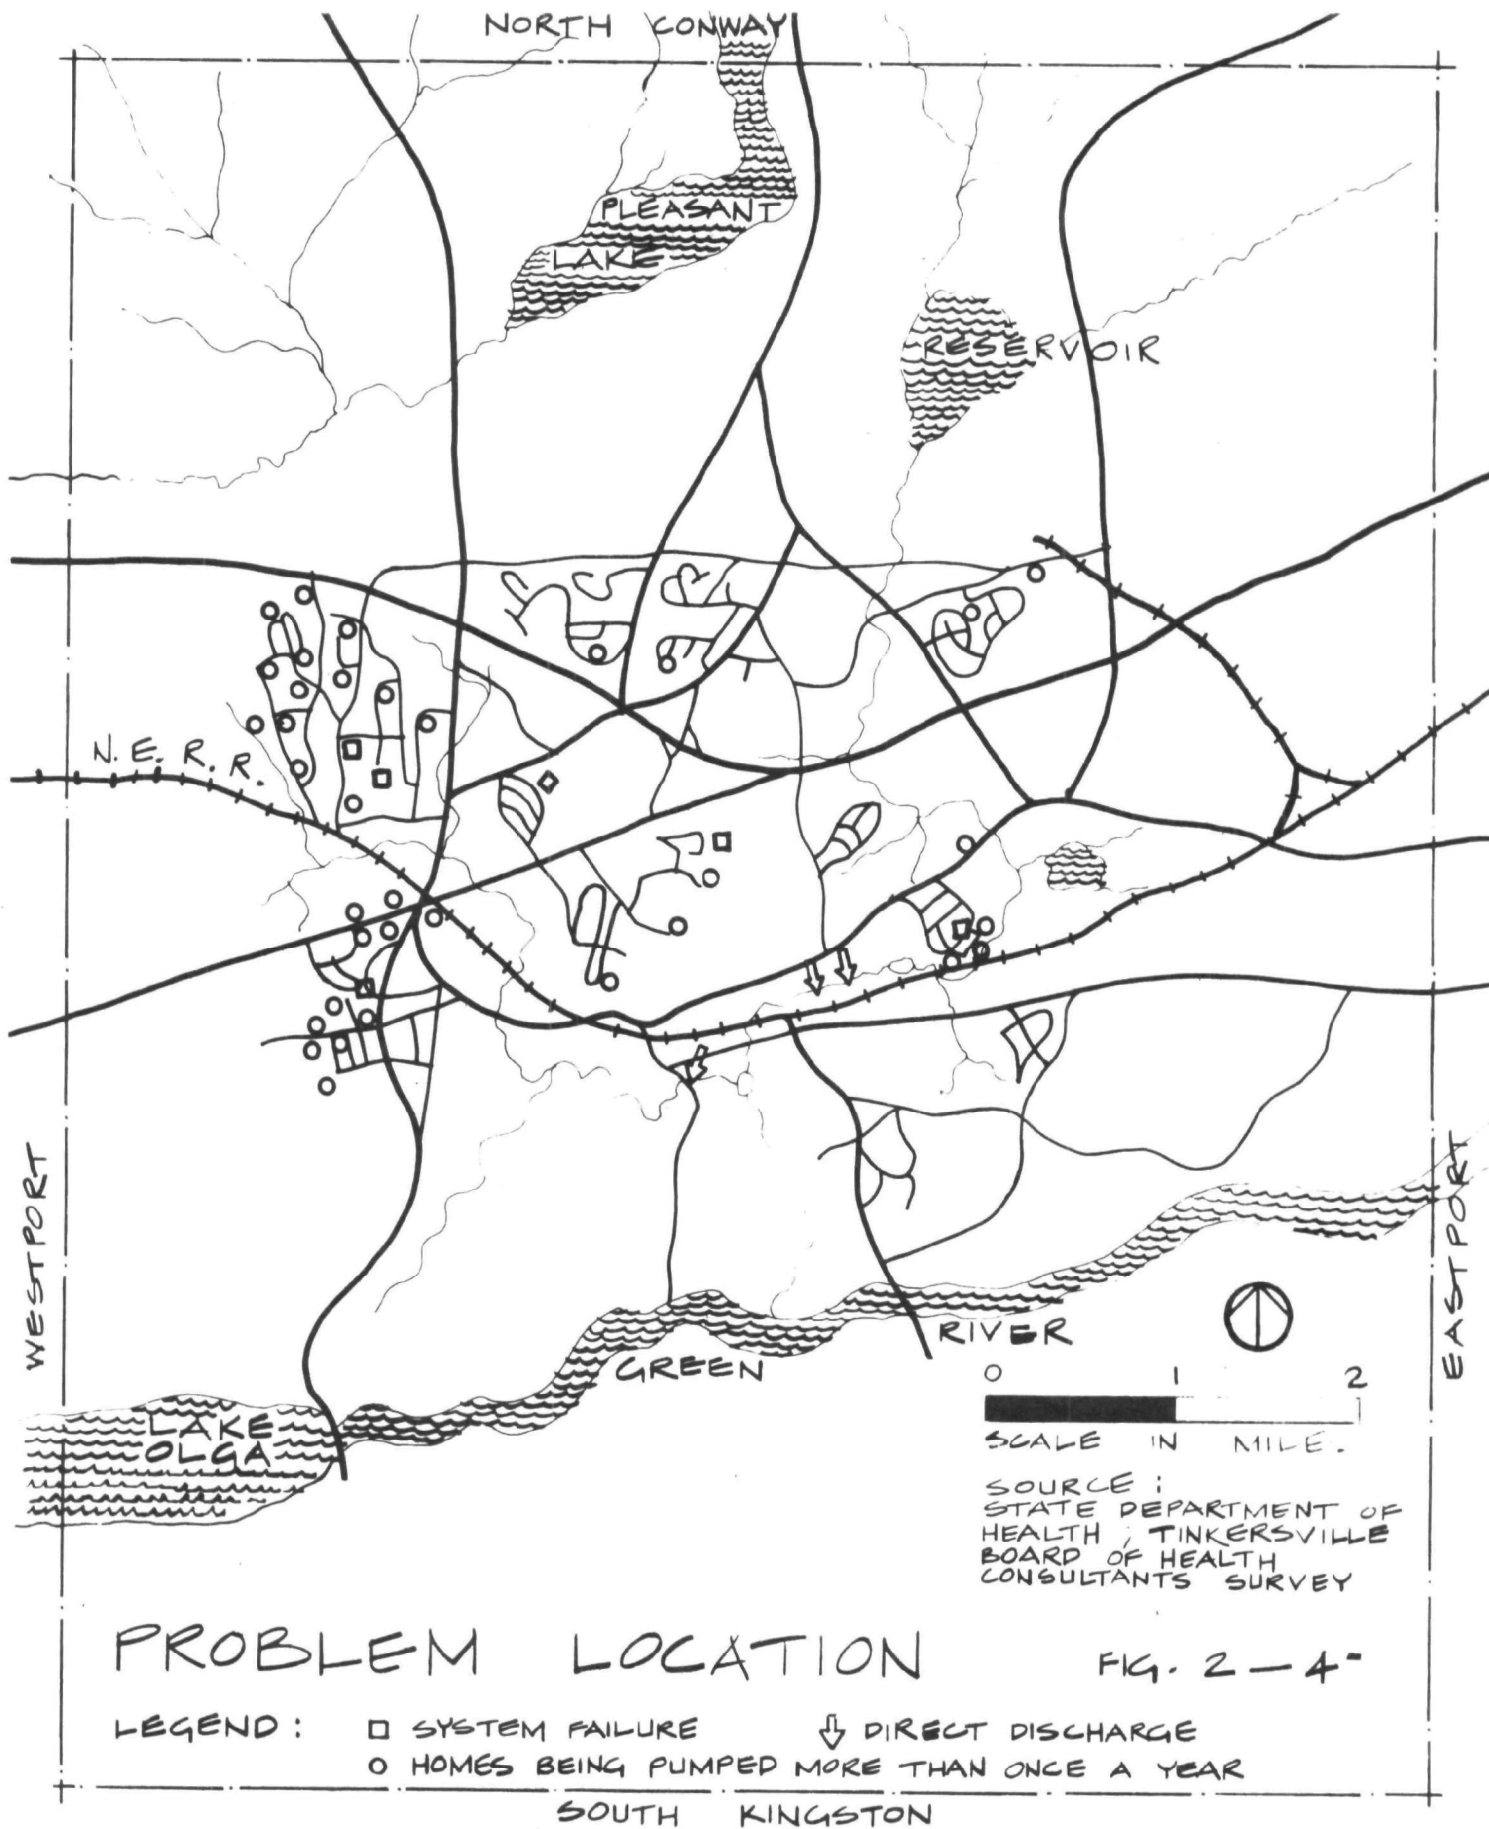 NORTH CONWAY
PLEASANT
LAKE
RESERVOIR
N. E. R. R.
WESTPORT
EASTPORT
RIVER
GREEN
LAKE
OLGA
0 1 2
SCALE IN MILE.
SOURCE :
STATE DEPARTMENT OF
HEALTH ; TINKERSVILLE
BOARD OF HEALTH
CONSULTANTS SURVEY
PROBLEM LOCATION
FIG. 2-4
LEGEND :
SYSTEM FAILURE
DIRECT DISCHARGE
HOMES BEING PUMPED MORE THAN ONCE A YEAR
SOUTH KINGSTON